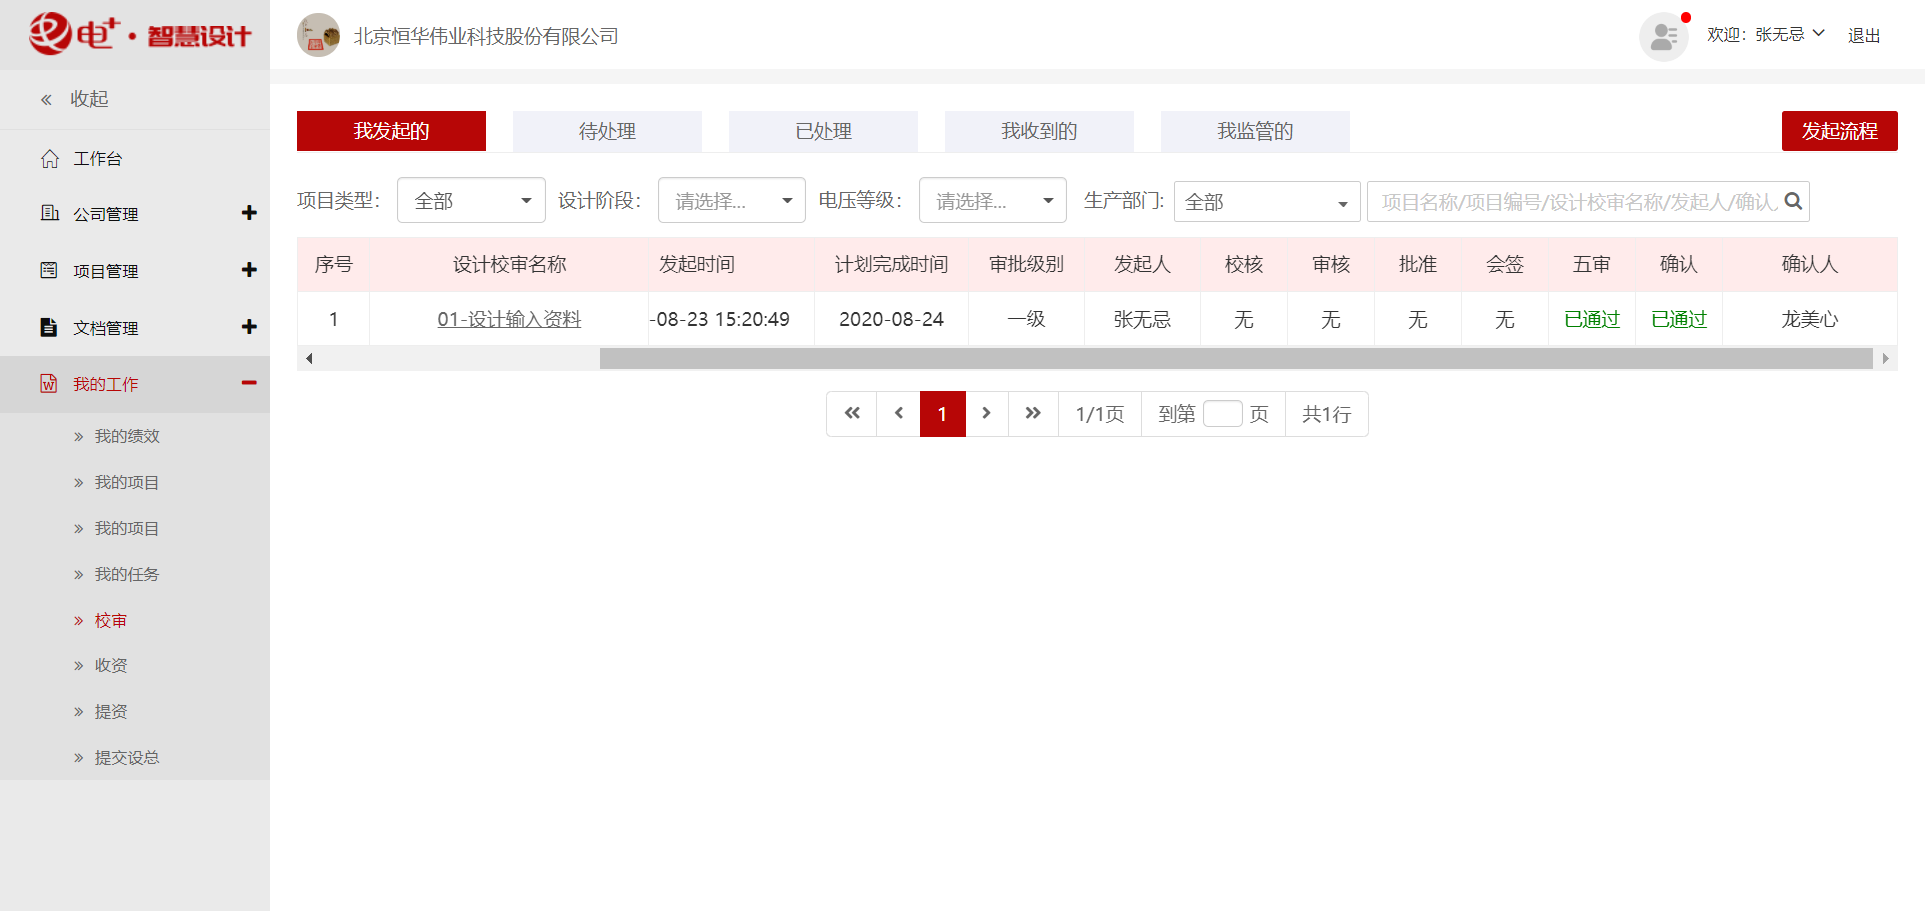 电+·智慧设计
北京恒华伟业科技股份有限公司
欢迎：张无忌
退出
收起
工作台
公司管理
项目管理
文档管理
我的工作
我的绩效
我的项目
我的项目
我的任务
校审
收资
提资
提交设总
我发起的
待处理
已处理
我收到的
我监管的
发起流程
项目类型： 全部 设计阶段： 请选择... 电压等级： 请选择... 生产部门: 全部 项目名称/项目编号/设计校审名称/发起人/确认
序号 设计校审名称 发起时间 计划完成时间 审批级别 发起人 校核 审核 批准 会签 五审 确认 确认人
1 01-设计输入资料 -08-23 15:20:49 2020-08-24 一级 张无忌 无 无 无 无 已通过 已通过 龙美心
1 1/1页 到第 页 共1行